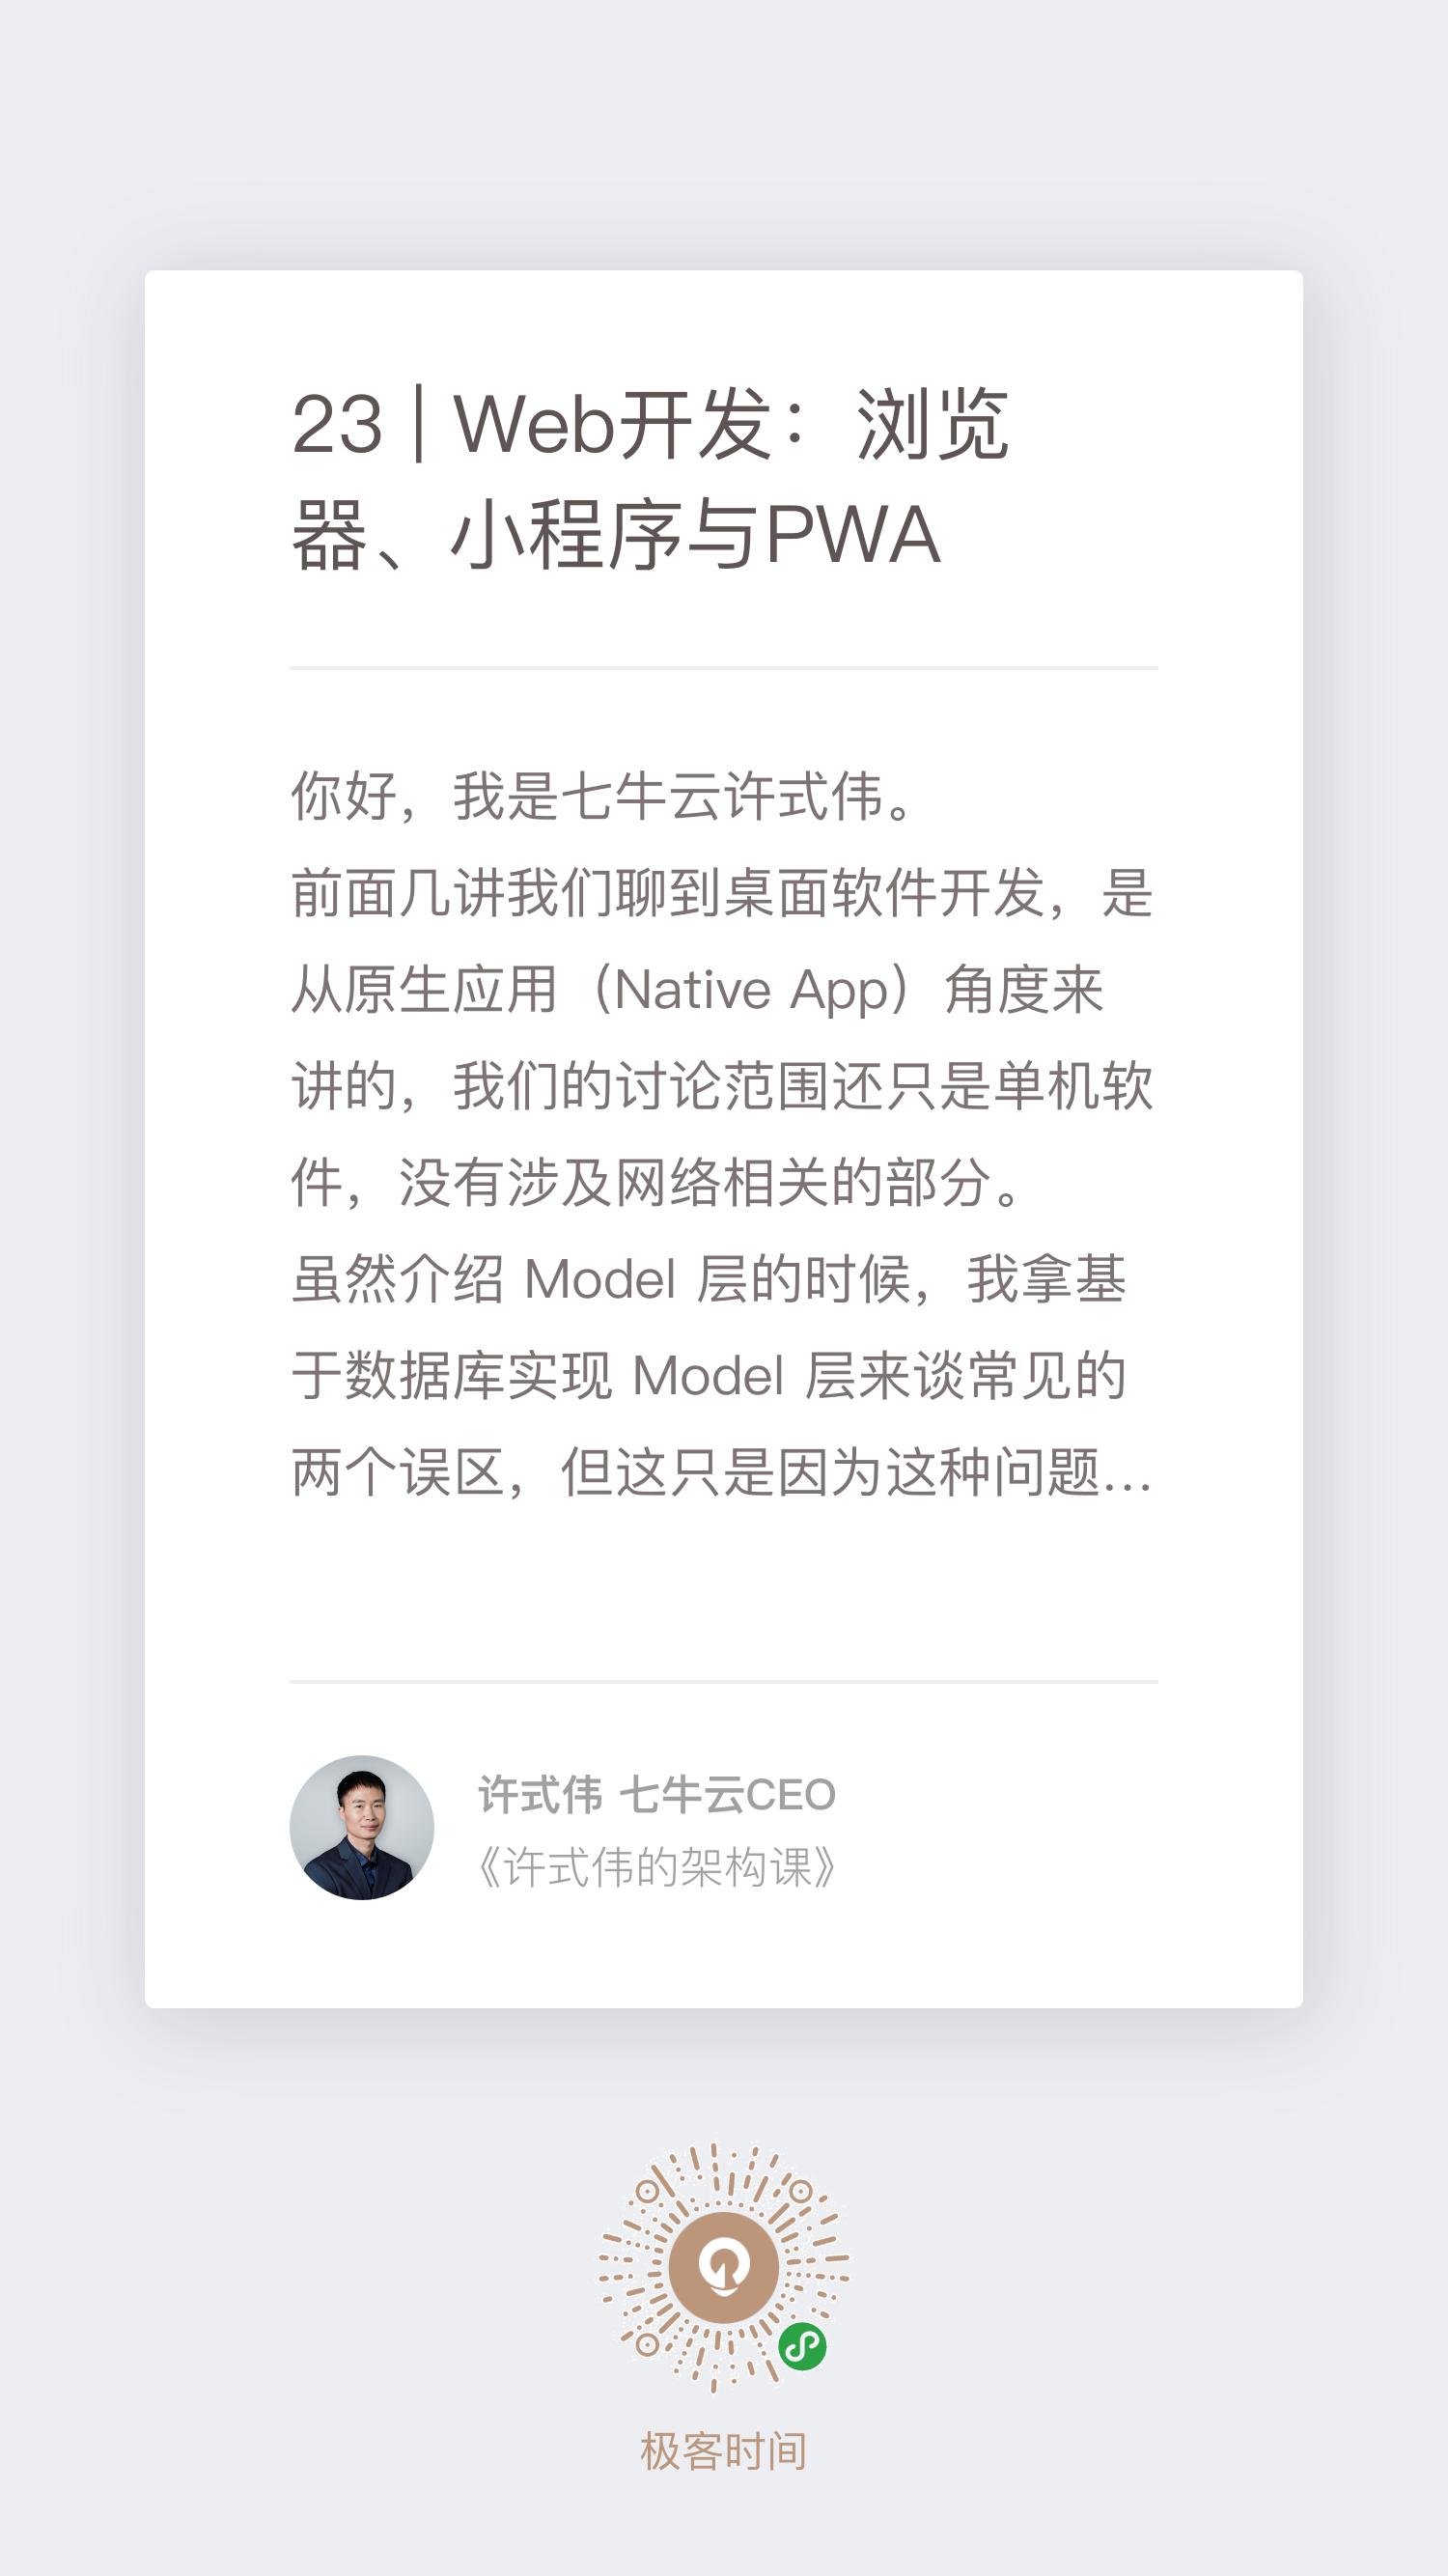 23 | Web开发：浏览
器、小程序与PWA
你好，我是七牛云许式伟。
前面几讲我们聊到桌面软件开发，是
从原生应用（Native App）角度来
讲的，我们的讨论范围还只是单机软
件，没有涉及网络相关的部分。
虽然介绍 Model 层的时候，我拿基
于数据库实现 Model 层来谈常见的
两个误区，但这只是因为这种问题...
许式伟 七牛云CEO
《许式伟的架构课》
极客时间